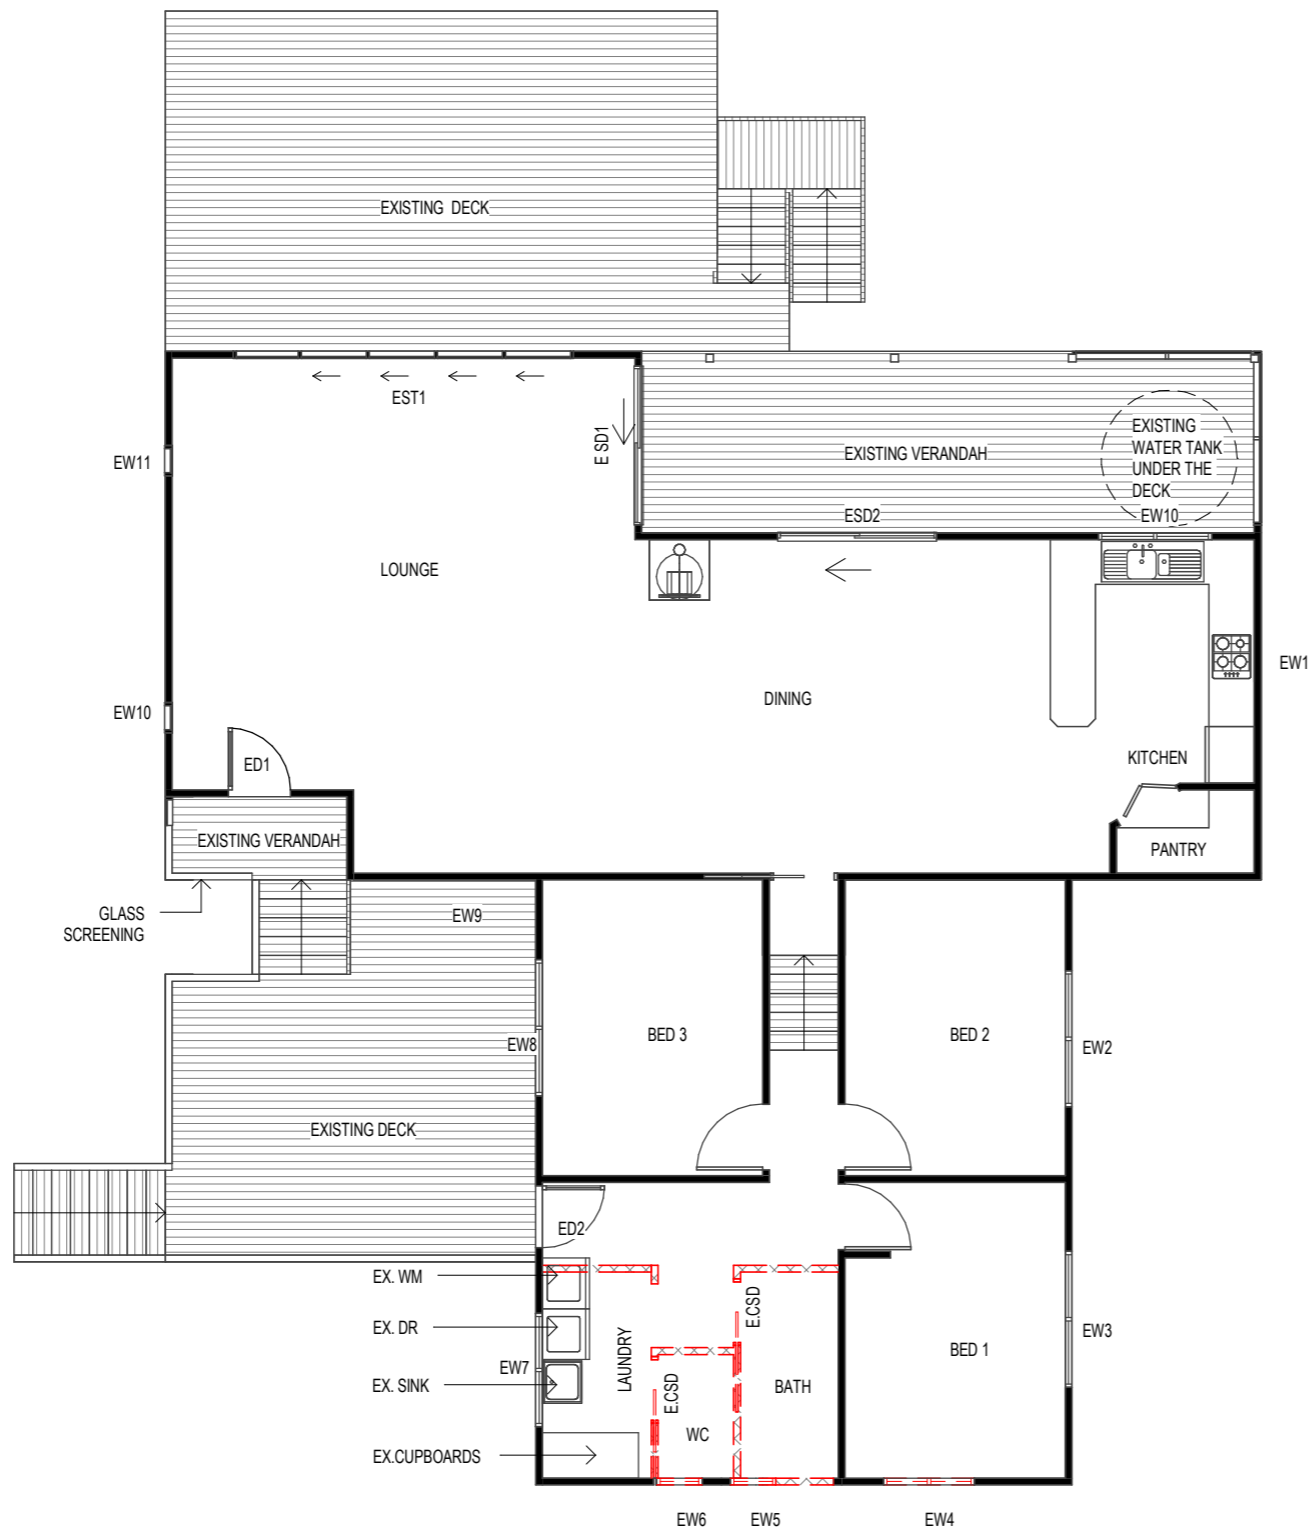 EXISTING DECK
EST1
E SD1
EW11
EXISTING VERANDAH
EXISTING
WATER TANK
UNDER THE
DECK
ESD2
EW10
LOUNGE
EW1
DINING
EW10
KITCHEN
ED1
EXISTING VERANDAH
PANTRY
GLASS
SCREENING
EW9
BED 3
BED 2
EW8
EW2
EXISTING DECK
ED2
EX. WM
E.CSD
EX. DR
EW3
LAUNDRY
BED 1
EW7
EX. SINK
E.CSD
BATH
WC
EX.CUPBOARDS
EW6
EW5
EW4